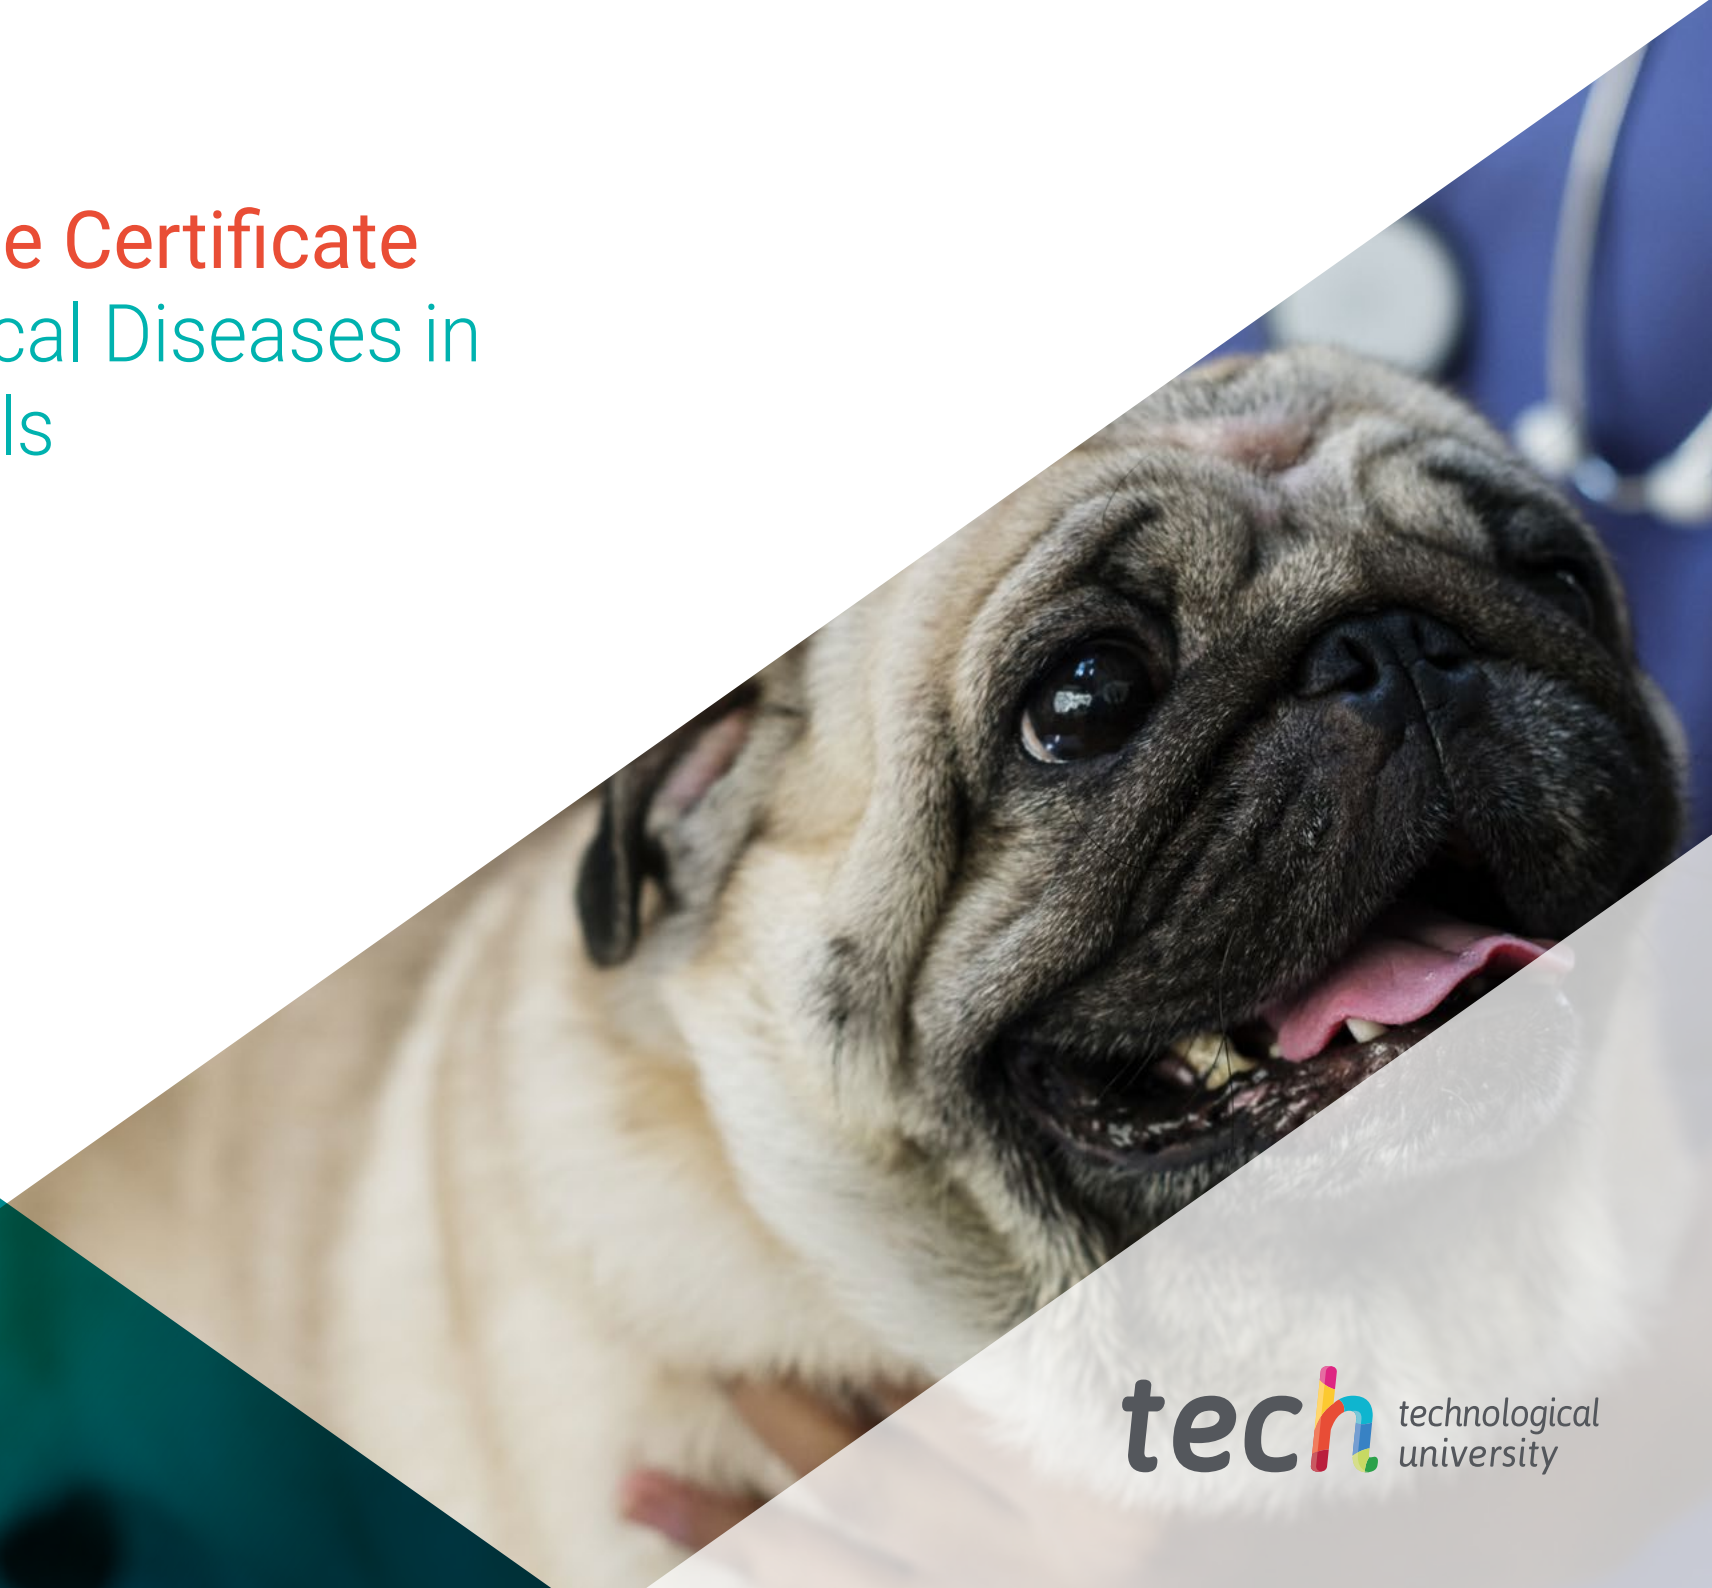 e Certificate
cal Diseases in
ls
tech technological
university